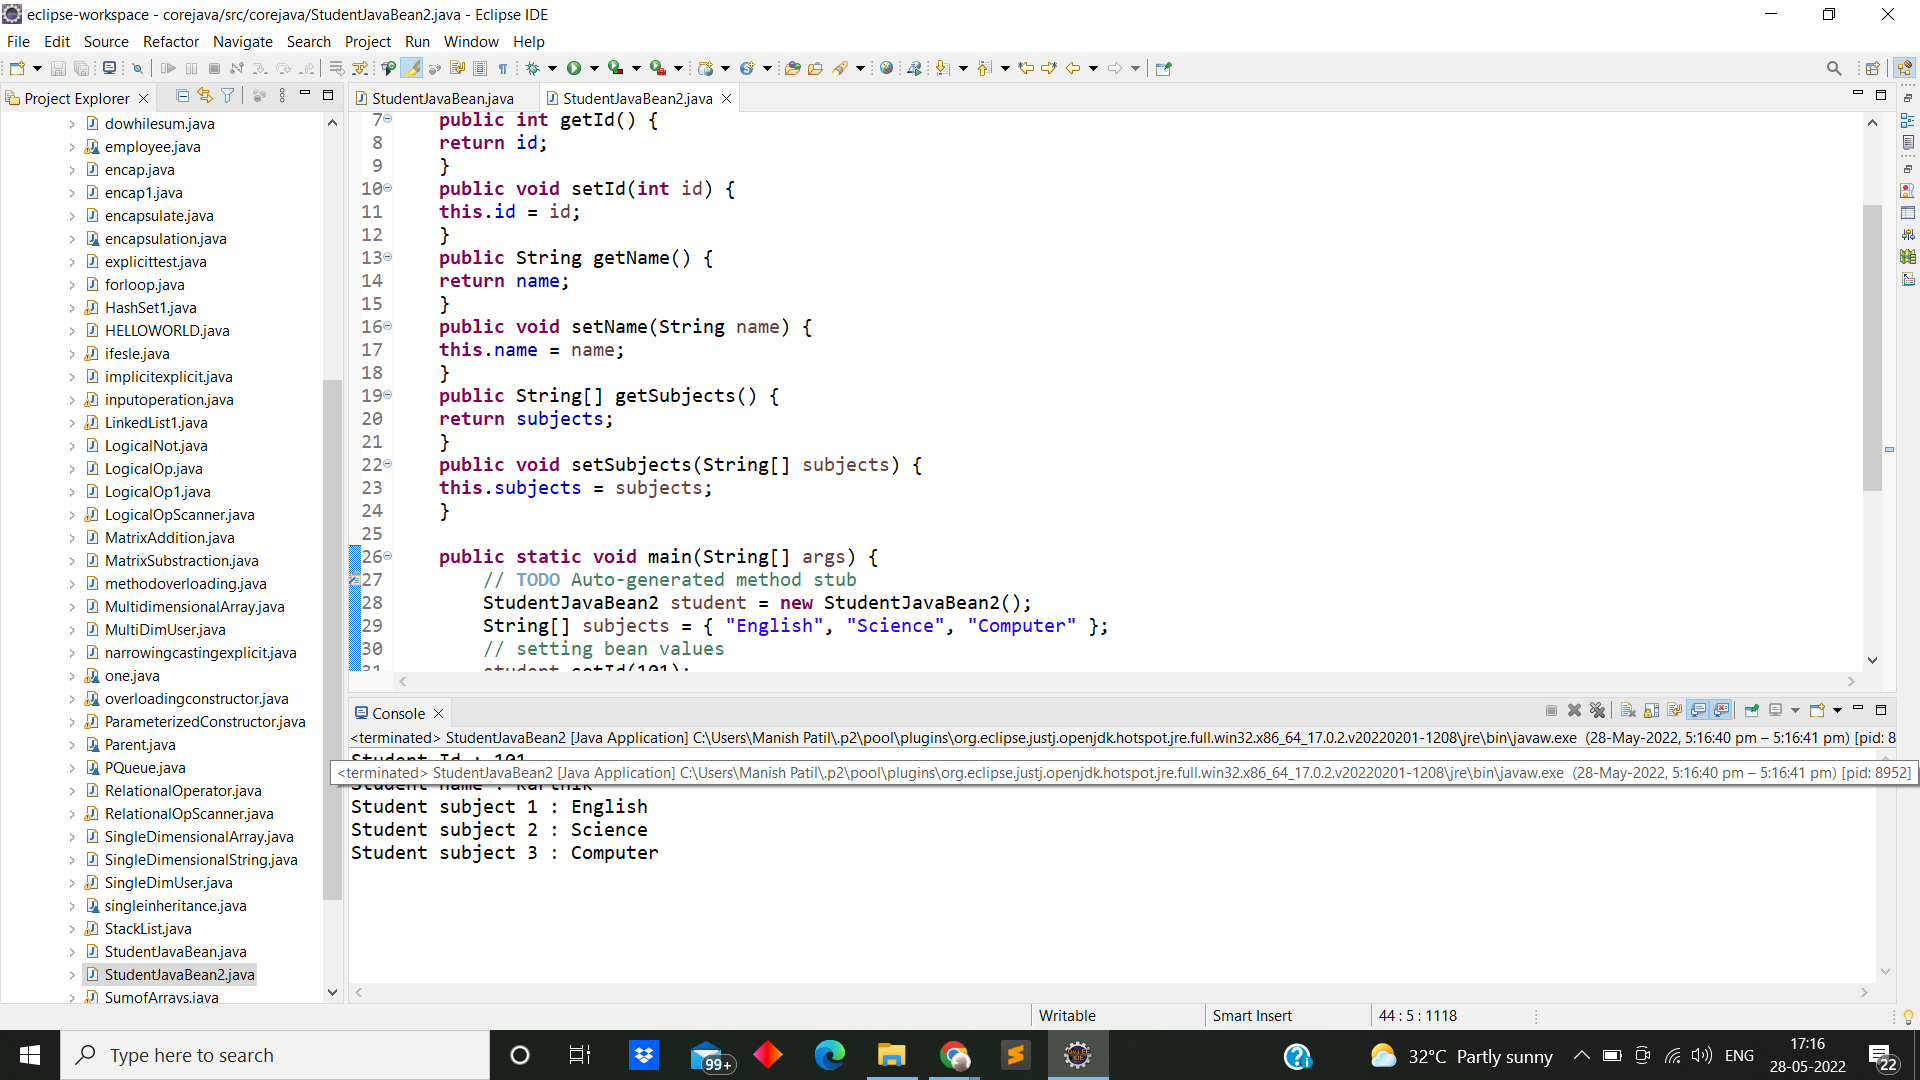 eclipse-workspace - corejava/src/corejava/StudentJavaBean2.java - Eclipse IDE
File Edit Source Refactor Navigate Search Project Run Window Help
Project Explorer
dowhilesum.java
employee.java
encap.java
encap1.java
encapsulate.java
encapsulation.java
explicittest.java
forloop.java
HashSet1.java
HELLOWORLD.java
ifesle.java
implicitexplicit.java
inputoperation.java
LinkedList1.java
LogicalNot.java
LogicalOp.java
LogicalOp1.java
LogicalOpScanner.java
MatrixAddition.java
MatrixSubstraction.java
methodoverloading.java
MultidimensionalArray.java
MultiDimUser.java
narrowingcastingexplicit.java
one.java
overloadingconstructor.java
ParameterizedConstructor.java
Parent.java
PQueue.java
RelationalOperator.java
RelationalOpScanner.java
SingleDimensionalArray.java
SingleDimensionalString.java
SingleDimUser.java
singleinheritance.java
StackList.java
StudentJavaBean.java
StudentJavaBean2.java
SumofArrays.java
StudentJavaBean.java StudentJavaBean2.java
7 public int getId() {
8 return id;
9 }
10 public void setId(int id) {
11 this.id = id;
12 }
13 public String getName() {
14 return name;
15 }
16 public void setName(String name) {
17 this.name = name;
18 }
19 public String[] getSubjects() {
20 return subjects;
21 }
22 public void setSubjects(String[] subjects) {
23 this.subjects = subjects;
24 }
25
26 public static void main(String[] args) {
27 // TODO Auto-generated method stub
28 StudentJavaBean2 student = new StudentJavaBean2();
29 String[] subjects = { "English", "Science", "Computer" };
30 // setting bean values
31 student.setId(101);
Console
<terminated> StudentJavaBean2 [Java Application] C:\Users\Manish Patil\.p2\pool\plugins\org.eclipse.justj.openjdk.hotspot.jre.full.win32.x86_64_17.0.2.v20220201-1208\jre\bin\javaw.exe (28-May-2022, 5:16:40 pm – 5:16:41 pm) [pid: 8
Student Id : 101
<terminated> StudentJavaBean2 [Java Application] C:\Users\Manish Patil\.p2\pool\plugins\org.eclipse.justj.openjdk.hotspot.jre.full.win32.x86_64_17.0.2.v20220201-1208\jre\bin\javaw.exe (28-May-2022, 5:16:40 pm – 5:16:41 pm) [pid: 8952]
Student name : Karthik
Student subject 1 : English
Student subject 2 : Science
Student subject 3 : Computer
Writable Smart Insert 44 : 5 : 1118
Type here to search
99+
32°C Partly sunny
ENG
17:16
28-05-2022
22